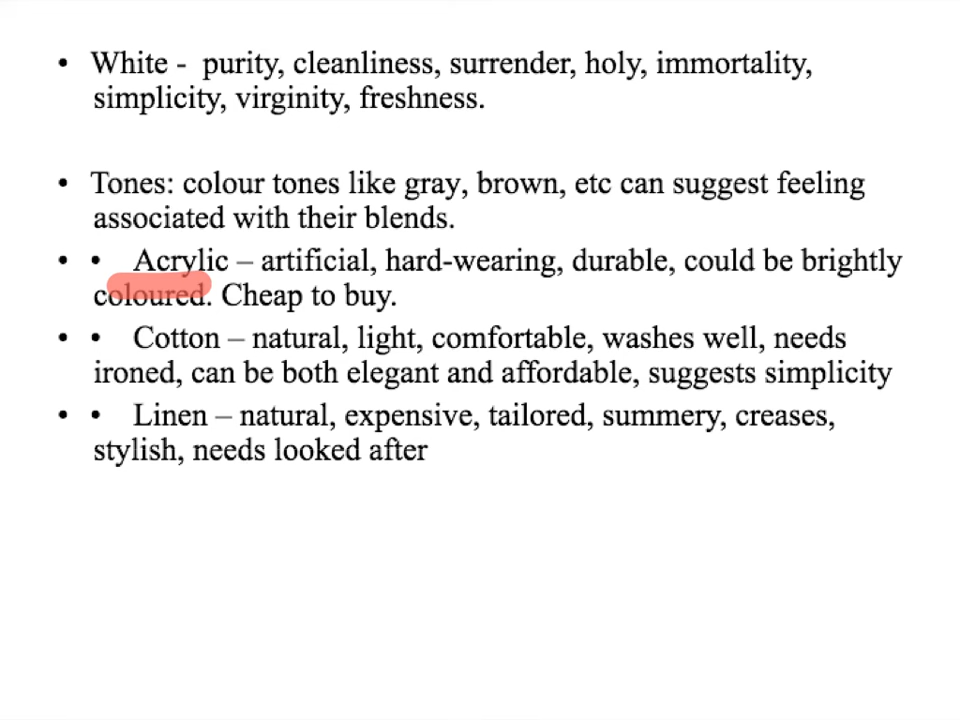 • White -  purity, cleanliness, surrender, holy, immortality,
simplicity, virginity, freshness.
• Tones: colour tones like gray, brown, etc can suggest feeling
associated with their blends.
• • Acrylic – artificial, hard-wearing, durable, could be brightly
coloured. Cheap to buy.
• • Cotton – natural, light, comfortable, washes well, needs
ironed, can be both elegant and affordable, suggests simplicity
• • Linen – natural, expensive, tailored, summery, creases,
stylish, needs looked after